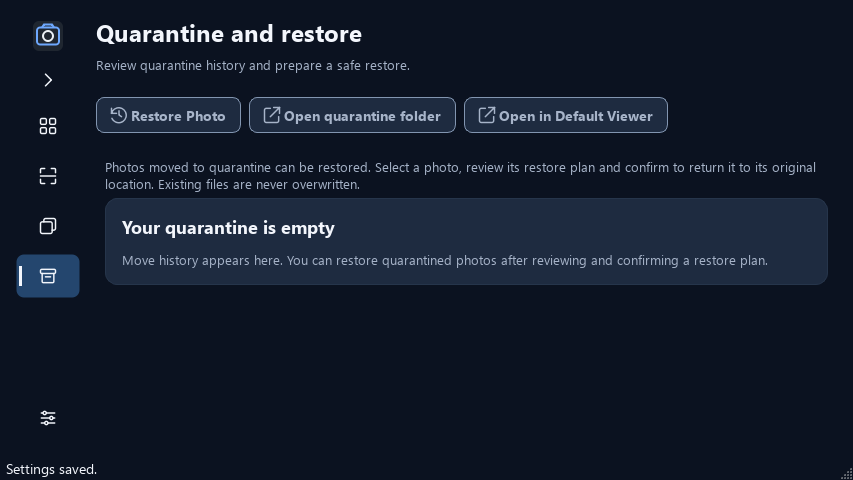 Quarantine and restore
Review quarantine history and prepare a safe restore.
Restore Photo
Open quarantine folder
Open in Default Viewer
Photos moved to quarantine can be restored. Select a photo, review its restore plan and confirm to return it to its original
location. Existing files are never overwritten.
Your quarantine is empty
Move history appears here. You can restore quarantined photos after reviewing and confirming a restore plan.
Settings saved.